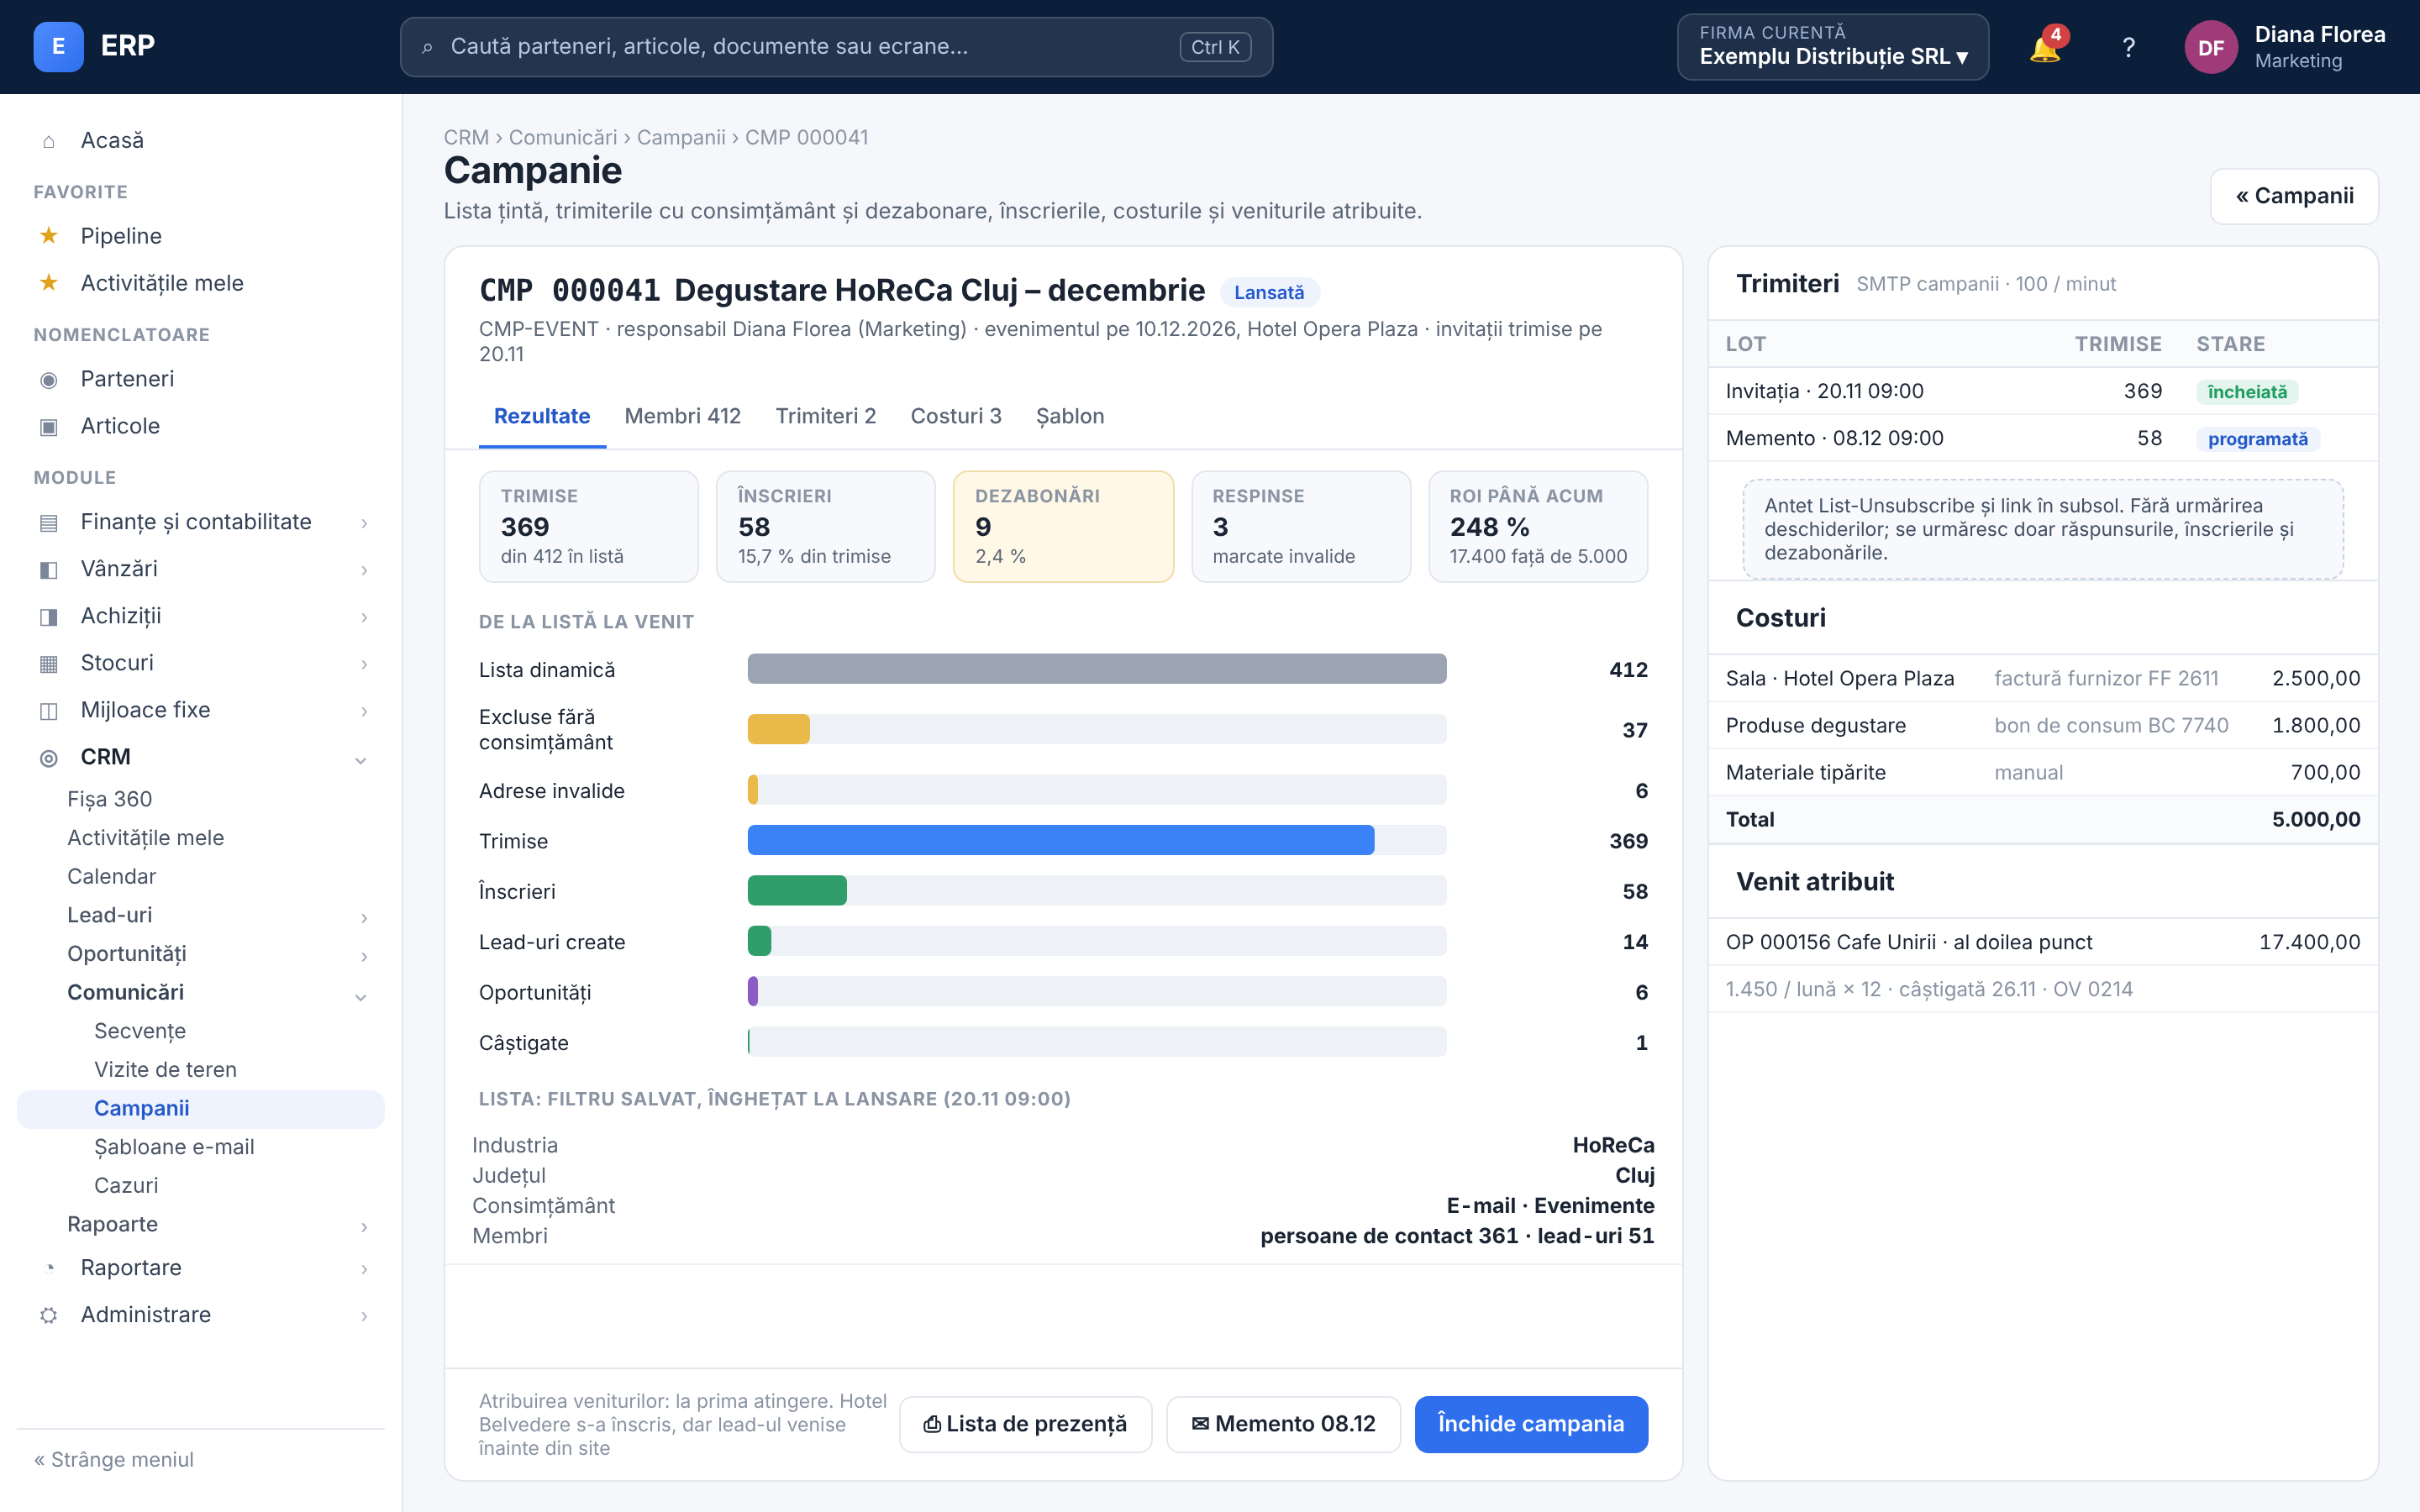 E ERP
Caută parteneri, articole, documente sau ecrane... Ctrl K
FIRMA CURENTĂ
Exemplu Distribuție SRL ▾
4
?
DF
Diana Florea
Marketing
Acasă
FAVORITE
★ Pipeline
★ Activitățile mele
NOMENCLATOARE
Parteneri
Articole
MODULE
Finanțe și contabilitate ›
Vânzări ›
Achiziții ›
Stocuri ›
Mijloace fixe ›
CRM
Fișa 360
Activitățile mele
Calendar
Lead-uri ›
Oportunități ›
Comunicări
Secvențe
Vizite de teren
Campanii
Șabloane e-mail
Cazuri
Rapoarte ›
Raportare ›
Administrare ›
« Strânge meniul
CRM › Comunicări › Campanii › CMP 000041
Campanie
Lista țintă, trimiterile cu consimțământ și dezabonare, înscrierile, costurile și veniturile atribuite.
« Campanii
CMP 000041 Degustare HoReCa Cluj – decembrie Lansată
CMP-EVENT · responsabil Diana Florea (Marketing) · evenimentul pe 10.12.2026, Hotel Opera Plaza · invitații trimise pe
20.11
Rezultate Membri 412 Trimiteri 2 Costuri 3 Șablon
TRIMISE
369
din 412 în listă
ÎNSCRIERI
58
15,7 % din trimise
DEZABONĂRI
9
2,4 %
RESPINSE
3
marcate invalide
ROI PÂNĂ ACUM
248 %
17.400 față de 5.000
DE LA LISTĂ LA VENIT
Lista dinamică 412
Excluse fără
consimțământ 37
Adrese invalide 6
Trimise 369
Înscrieri 58
Lead-uri create 14
Oportunități 6
Câștigate 1
LISTA: FILTRU SALVAT, ÎNGHEȚAT LA LANSARE (20.11 09:00)
Industria HoReCa
Județul Cluj
Consimțământ E-mail · Evenimente
Membri persoane de contact 361 · lead-uri 51
Atribuirea veniturilor: la prima atingere. Hotel
Belvedere s-a înscris, dar lead-ul venise
înainte din site
⎙ Lista de prezență
✉ Memento 08.12
Închide campania
Trimiteri SMTP campanii · 100 / minut
LOT TRIMISE STARE
Invitația · 20.11 09:00 369 încheiată
Memento · 08.12 09:00 58 programată
Antet List-Unsubscribe și link în subsol. Fără urmărirea
deschiderilor; se urmăresc doar răspunsurile, înscrierile și
dezabonările.
Costuri
Sala · Hotel Opera Plaza factură furnizor FF 2611 2.500,00
Produse degustare bon de consum BC 7740 1.800,00
Materiale tipărite manual 700,00
Total 5.000,00
Venit atribuit
OP 000156 Cafe Unirii · al doilea punct 17.400,00
1.450 / lună × 12 · câștigată 26.11 · OV 0214